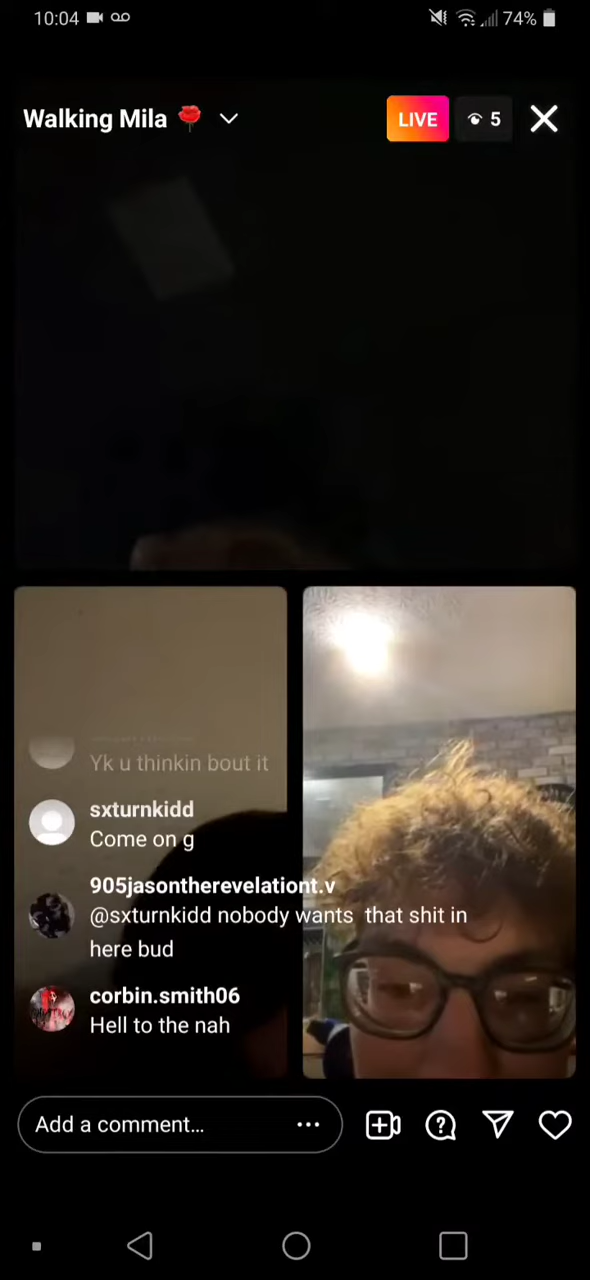 10:04
74%
Walking Mila 🌹
LIVE
5
Yk u thinkin bout it
sxturnkidd
Come on g
905jasontherevelationt.v
@sxturnkidd nobody wants that shit in
here bud
corbin.smith06
Hell to the nah
Add a comment...